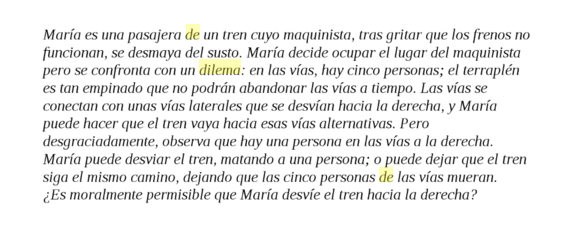 María es una pasajera de un tren cuyo maquinista, tras gritar que los frenos no
funcionan, se desmaya del susto. María decide ocupar el lugar del maquinista
pero se confronta con un dilema: en las vías, hay cinco personas; el terraplén
es tan empinado que no podrán abandonar las vías a tiempo. Las vías se
conectan con unas vías laterales que se desvían hacia la derecha, y María
puede hacer que el tren vaya hacia esas vías alternativas. Pero
desgraciadamente, observa que hay una persona en las vías a la derecha.
María puede desviar el tren, matando a una persona; o puede dejar que el tren
siga el mismo camino, dejando que las cinco personas de las vías mueran.
¿Es moralmente permisible que María desvíe el tren hacia la derecha?